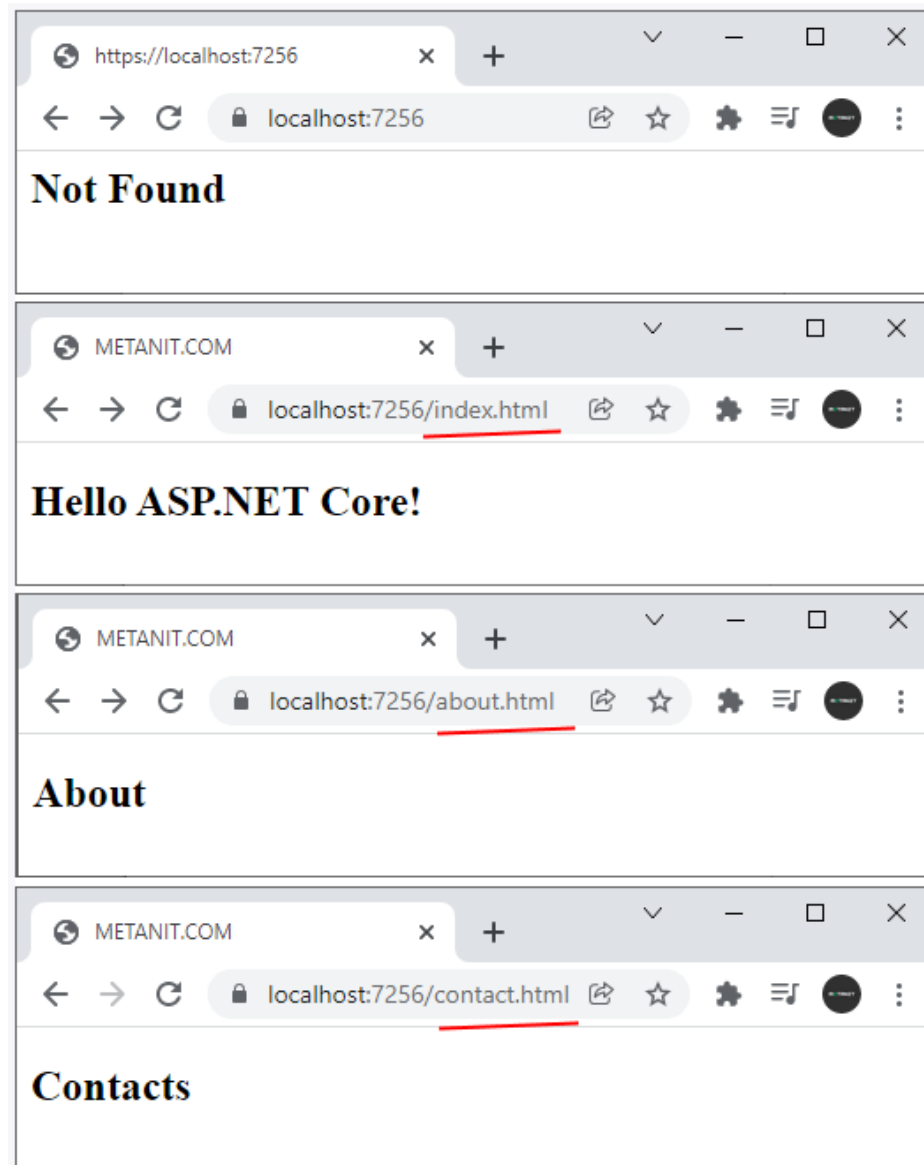 https://localhost:7256
localhost:7256
Not Found
METANIT.COM
localhost:7256/index.html
Hello ASP.NET Core!
METANIT.COM
localhost:7256/about.html
About
METANIT.COM
localhost:7256/contact.html
Contacts